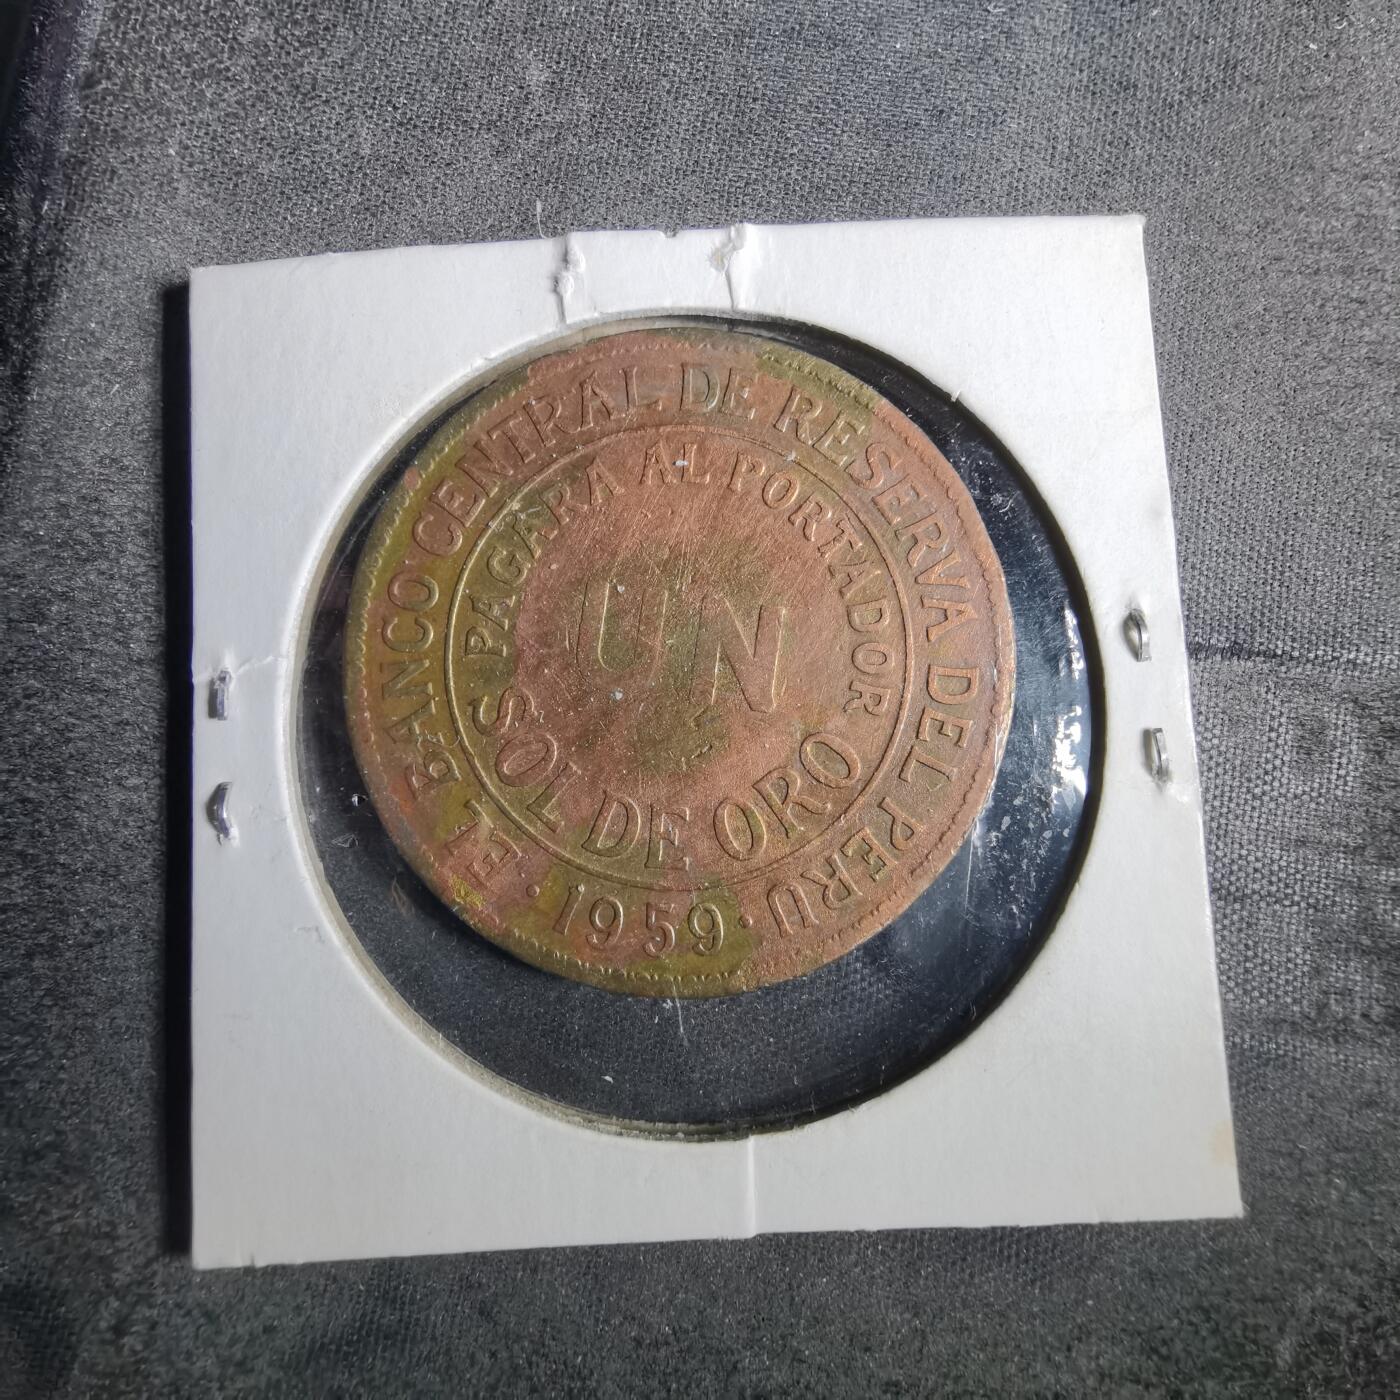 EL BANCO CENTRAL DE RESERVA DEL PERU
PAGARA AL PORTADOR
UN
SOL DE ORO
· 1959 ·